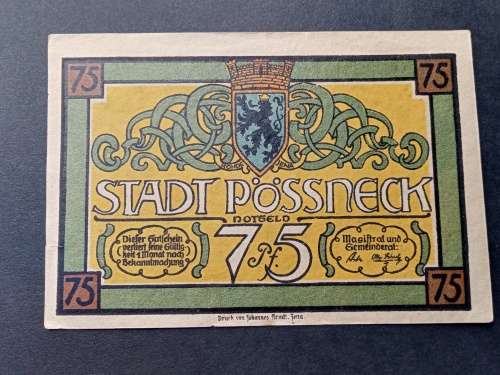 75
75
STADT PÖSSNECK
NOTGELD
75
Pf.
Dieser Gutschein
verliert seine Gültig-
keit 1 Monat nach
Bekanntmachung
Magistrat und
Gemeinderat:
75
75
Druck von Johannes Arndt, Jena